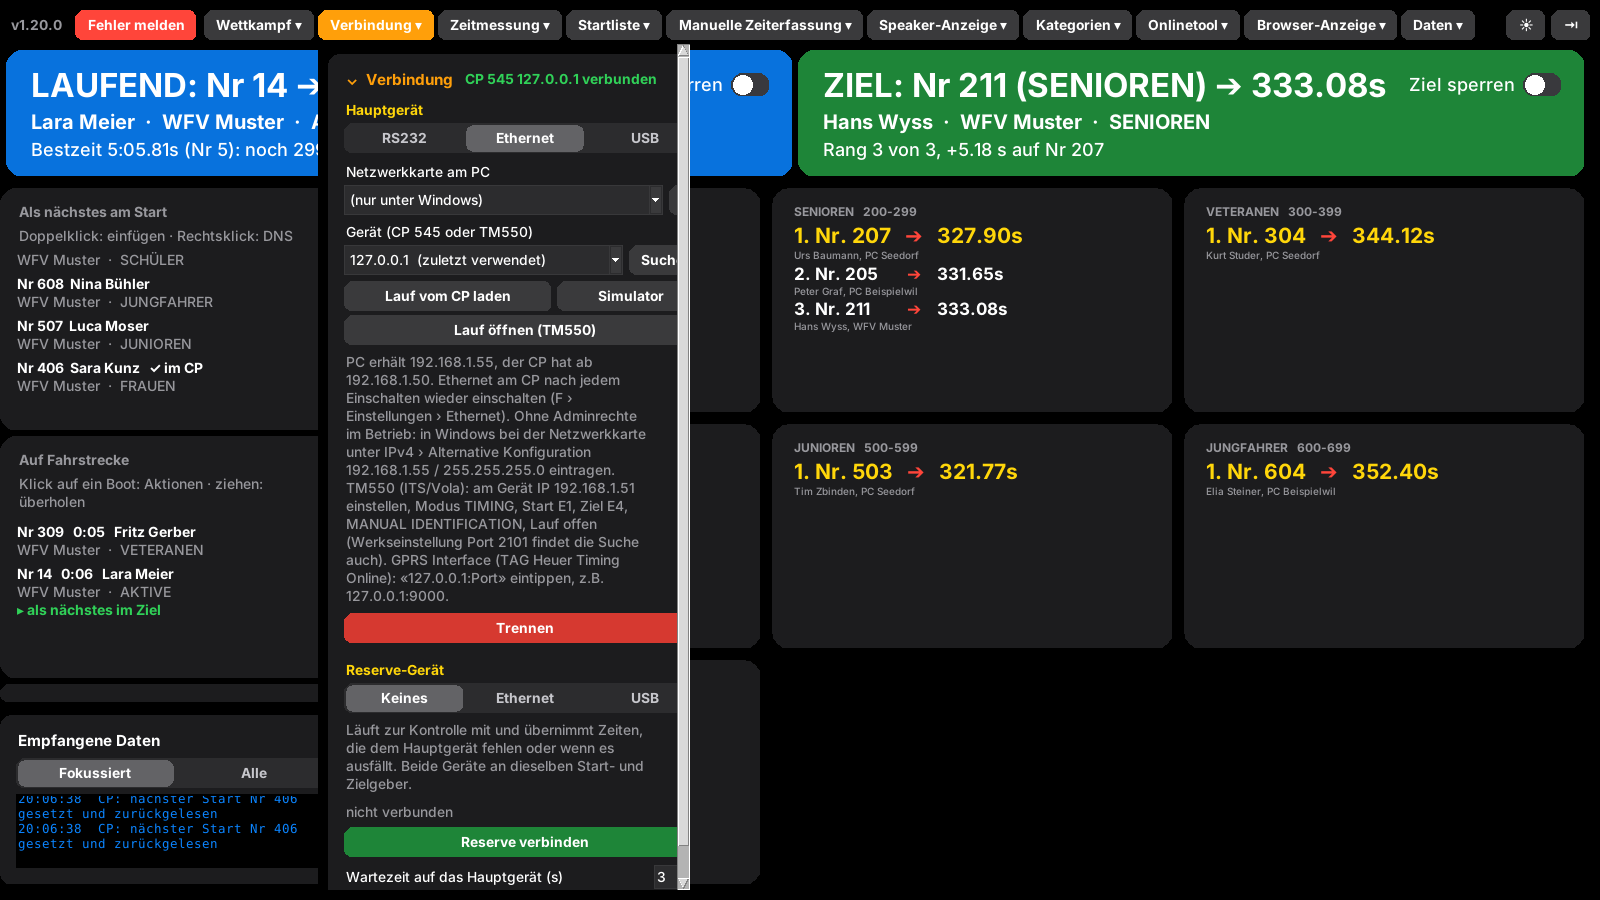 v1.20.0
Fehler melden
Wettkampf ▾
Verbindung ▾
Zeitmessung ▾
Startliste ▾
Manuelle Zeiterfassung ▾
Speaker-Anzeige ▾
Kategorien ▾
Onlinetool ▾
Browser-Anzeige ▾
Daten ▾
LAUFEND: Nr 14 →
Lara Meier · WFV Muster ·
Bestzeit 5:05.81s (Nr 5): noch
ZIEL: Nr 211 (SENIOREN) → 333.08s
Ziel sperren
Hans Wyss · WFV Muster · SENIOREN
Rang 3 von 3, +5.18 s auf Nr 207
Als nächstes am Start
Doppelklick: einfügen · Rechtsklick: DNS
WFV Muster · SCHÜLER
Nr 608 Nina Bühler
WFV Muster · JUNGFAHRER
Nr 507 Luca Moser
WFV Muster · JUNIOREN
Nr 406 Sara Kunz ✓ im CP
WFV Muster · FRAUEN
Auf Fahrstrecke
Klick auf ein Boot: Aktionen · ziehen:
überholen
Nr 309 0:05 Fritz Gerber
WFV Muster · VETERANEN
Nr 14 0:06 Lara Meier
WFV Muster · AKTIVE
▸ als nächstes im Ziel
Empfangene Daten
Fokussiert
Alle
20:06:38 CP: nächster Start Nr 406
gesetzt und zurückgelesen
20:06:38 CP: nächster Start Nr 406
gesetzt und zurückgelesen
Verbindung CP 545 127.0.0.1 verbunden
Hauptgerät
RS232
Ethernet
USB
Netzwerkkarte am PC
(nur unter Windows)
Gerät (CP 545 oder TM550)
127.0.0.1 (zuletzt verwendet)
Lauf vom CP laden
Simulator
Lauf öffnen (TM550)
PC erhält 192.168.1.55, der CP hat ab
192.168.1.50. Ethernet am CP nach jedem
Einschalten wieder einschalten (F ›
Einstellungen › Ethernet). Ohne Adminrechte
im Betrieb: in Windows bei der Netzwerkkarte
unter IPv4 › Alternative Konfiguration
192.168.1.55 / 255.255.255.0 eintragen.
TM550 (ITS/Vola): am Gerät IP 192.168.1.51
einstellen, Modus TIMING, Start E1, Ziel E4,
MANUAL IDENTIFICATION, Lauf offen
(Werkseinstellung Port 2101 findet die Suche
auch). GPRS Interface (TAG Heuer Timing
Online): «127.0.0.1:Port» eintippen, z.B.
127.0.0.1:9000.
Trennen
Reserve-Gerät
Keines
Ethernet
USB
Läuft zur Kontrolle mit und übernimmt Zeiten,
die dem Hauptgerät fehlen oder wenn es
ausfällt. Beide Geräte an dieselben Start- und
Zielgeber.
nicht verbunden
Reserve verbinden
Wartezeit auf das Hauptgerät (s)
3
SENIOREN 200-299
1. Nr. 207 → 327.90s
Urs Baumann, PC Seedorf
2. Nr. 205 → 331.65s
Peter Graf, PC Beispielwil
3. Nr. 211 → 333.08s
Hans Wyss, WFV Muster
VETERANEN 300-399
1. Nr. 304 → 344.12s
Kurt Studer, PC Seedorf
JUNIOREN 500-599
1. Nr. 503 → 321.77s
Tim Zbinden, PC Seedorf
JUNGFAHRER 600-699
1. Nr. 604 → 352.40s
Elia Steiner, PC Beispielwil